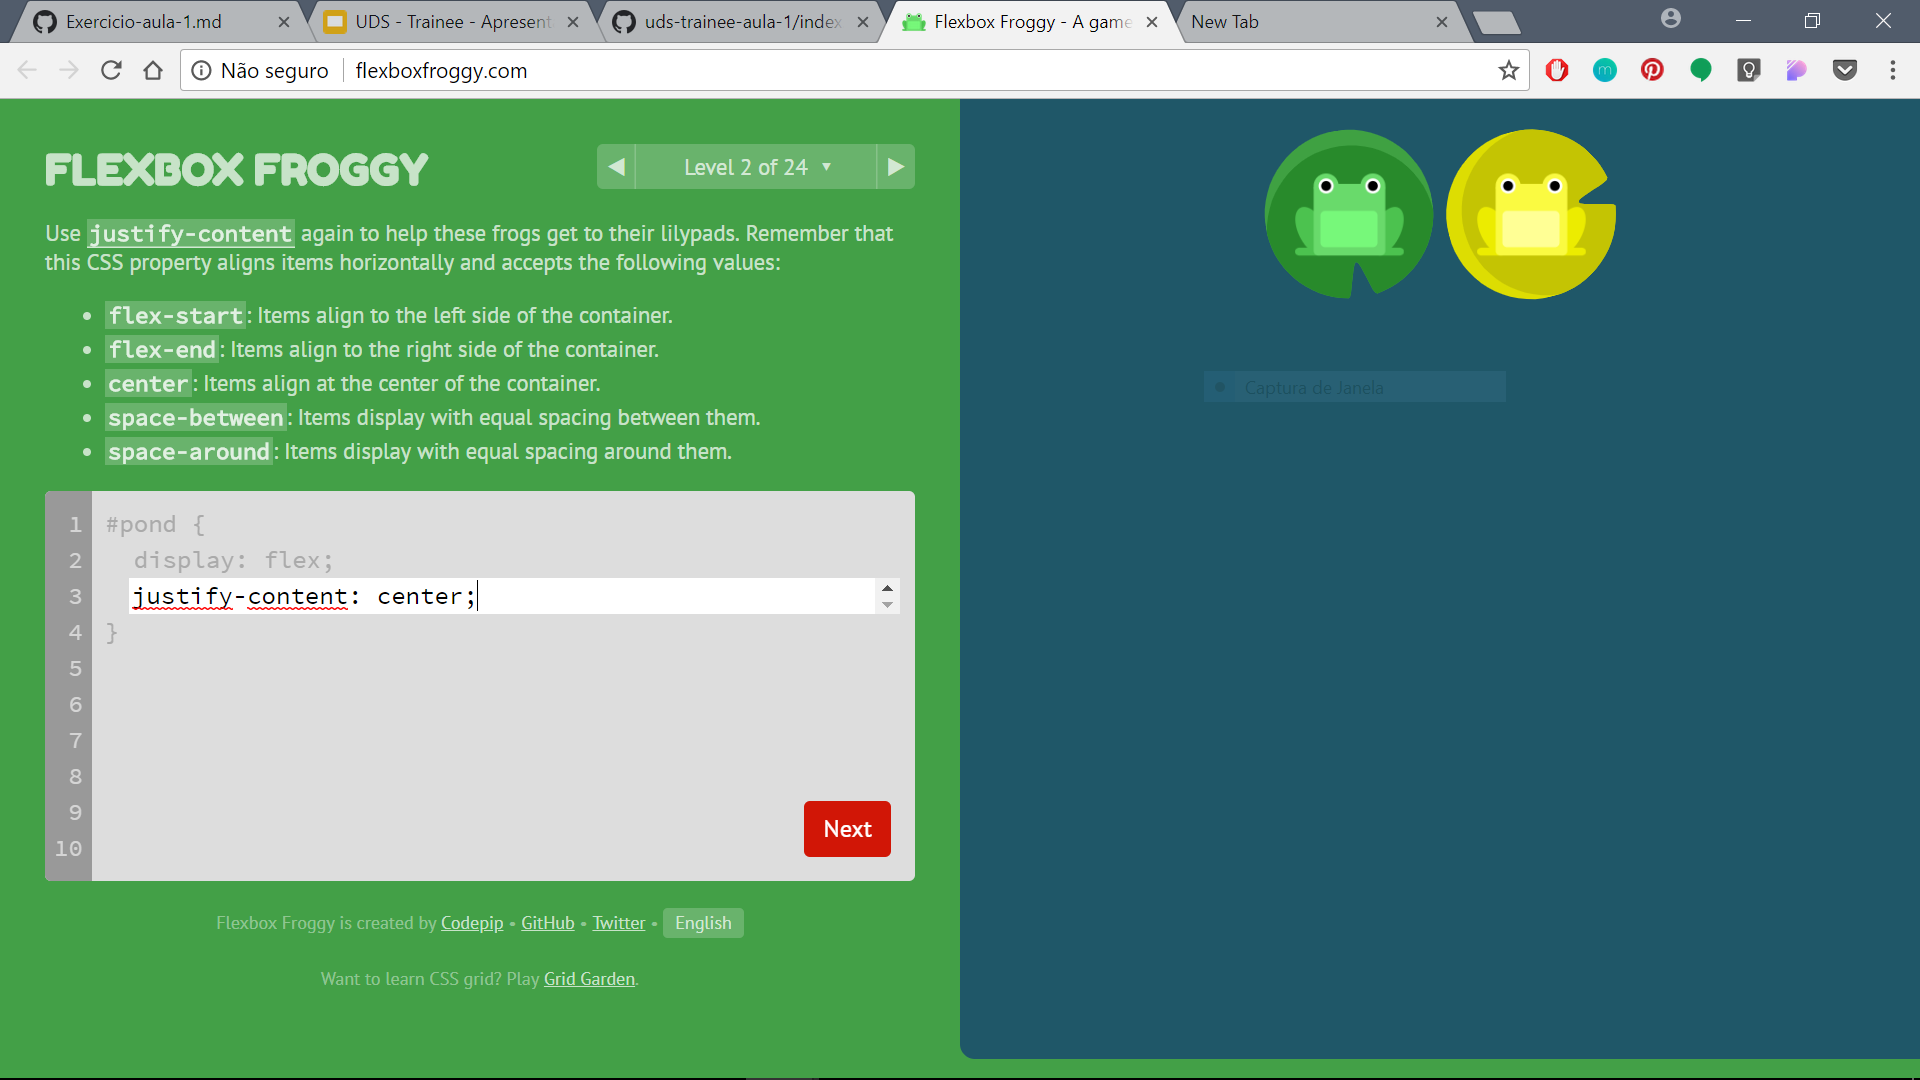 Exercicio-aula-1.md
UDS - Trainee - Apresent
uds-trainee-aula-1/index
Flexbox Froggy - A game
New Tab
Não seguro
flexboxfroggy.com
FLEXBOX FROGGY
Level 2 of 24
Use justify-content again to help these frogs get to their lilypads. Remember that
this CSS property aligns items horizontally and accepts the following values:
flex-start: Items align to the left side of the container.
flex-end: Items align to the right side of the container.
center: Items align at the center of the container.
space-between: Items display with equal spacing between them.
space-around: Items display with equal spacing around them.
1 #pond {
2 display: flex;
3 justify-content: center;
4 }
5
6
7
8
9
10
Next
Flexbox Froggy is created by Codepip • GitHub • Twitter • English
Want to learn CSS grid? Play Grid Garden.
Captura de Janela